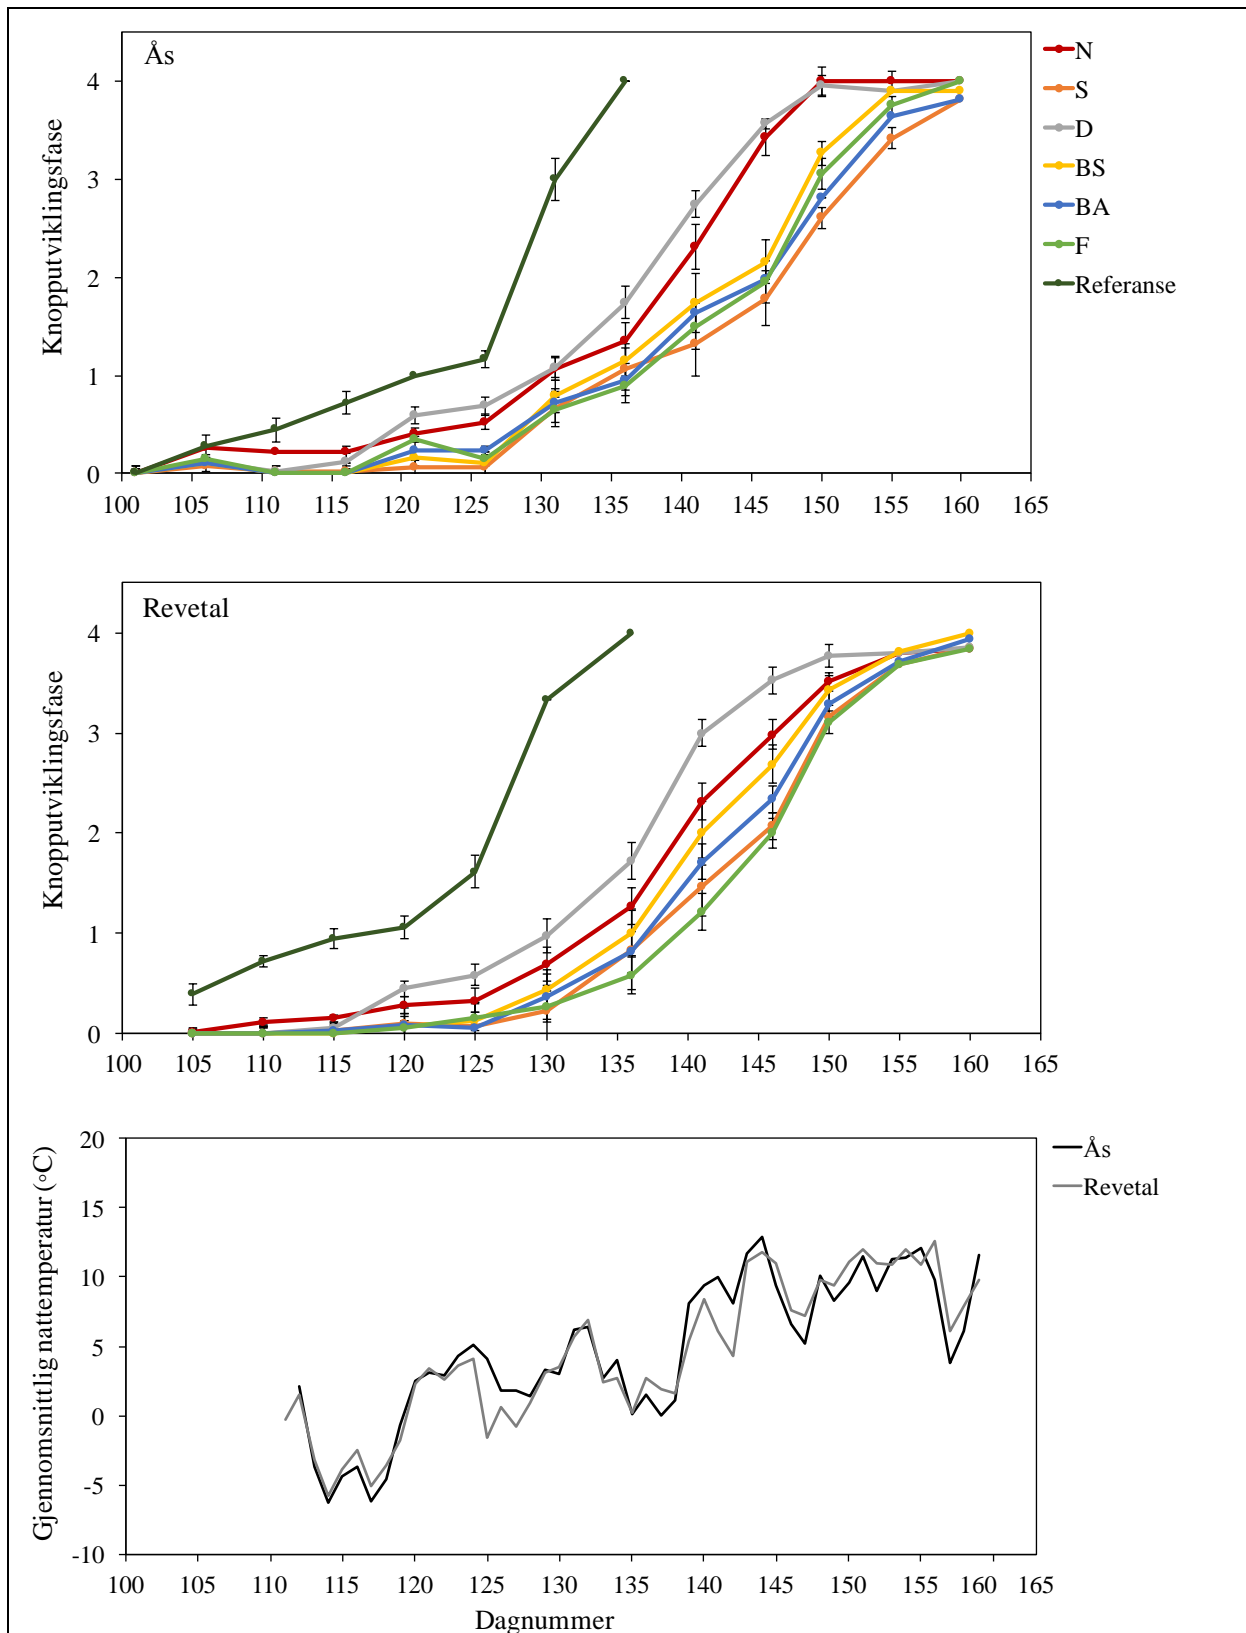 Ås
N
S
D
BS
BA
F
Referanse
Knopputviklingsfase
4
3
2
1
0
100 105 110 115 120 125 130 135 140 145 150 155 160 165
Revetal
Knopputviklingsfase
4
3
2
1
0
100 105 110 115 120 125 130 135 140 145 150 155 160 165
Ås
Revetal
Gjennomsnittlig nattemperatur (°C)
20
15
10
5
0
-5
-10
100 105 110 115 120 125 130 135 140 145 150 155 160 165
Dagnummer